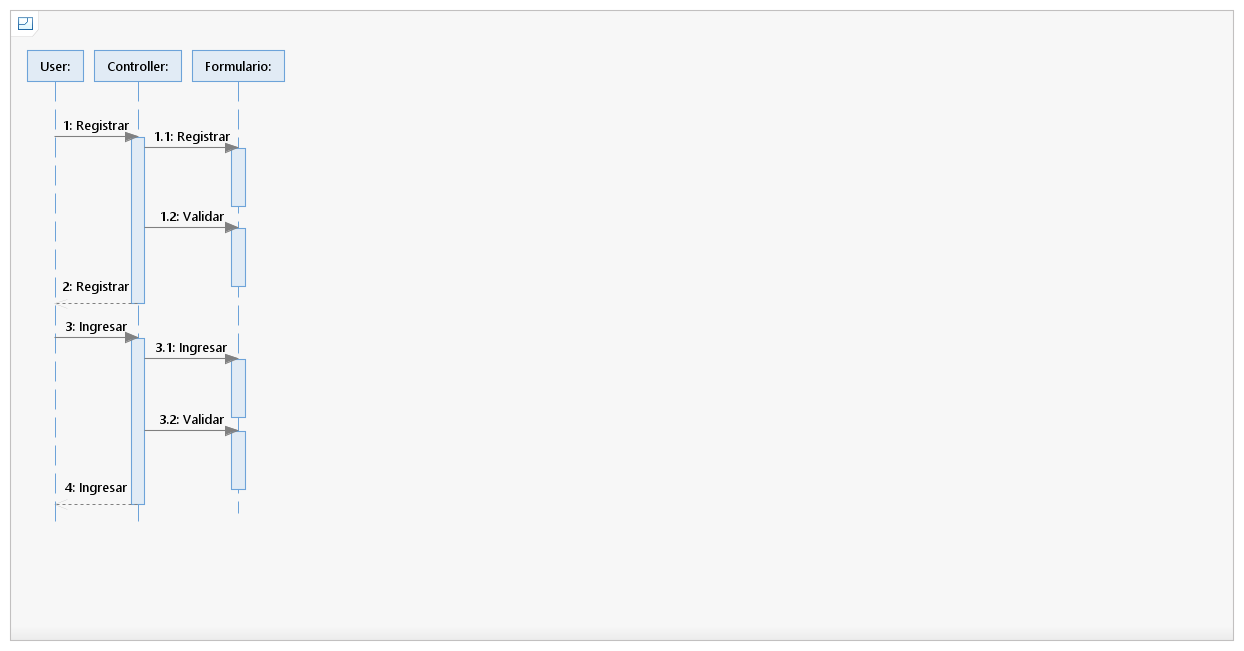 User:
Controller:
Formulario:
1: Registrar
1.1: Registrar
1.2: Validar
2: Registrar
3: Ingresar
3.1: Ingresar
3.2: Validar
4: Ingresar